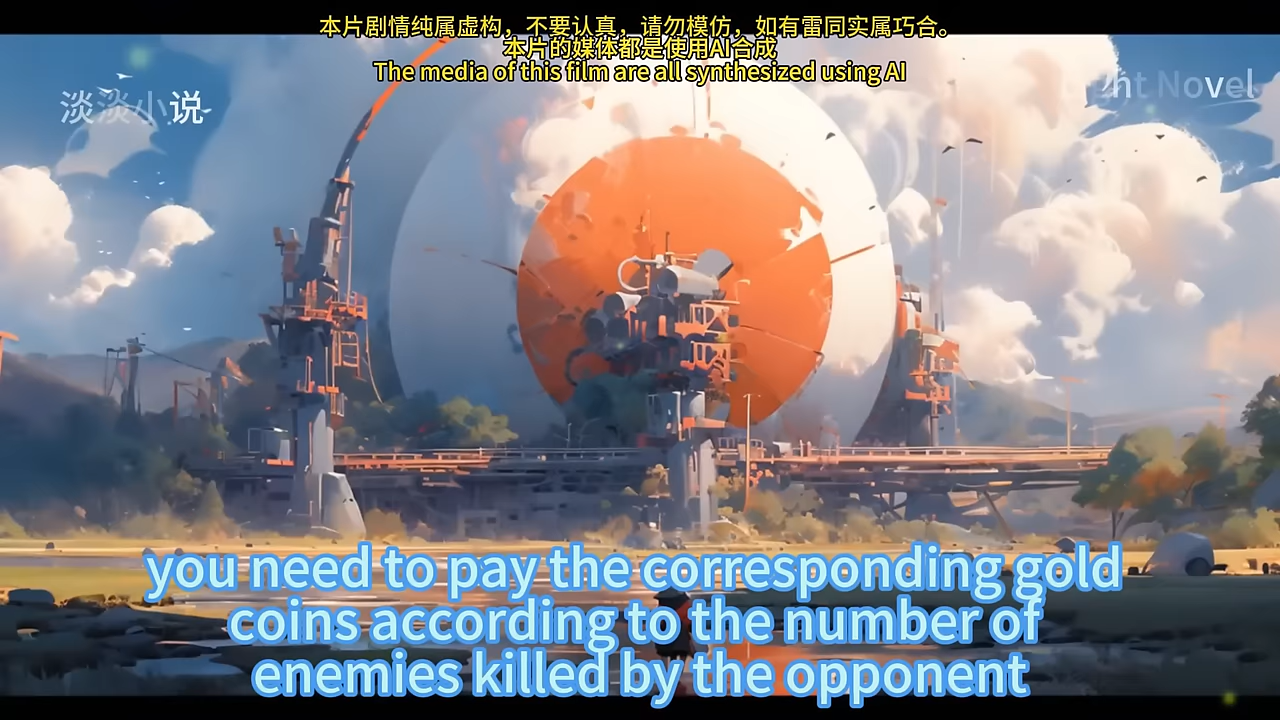 本片剧情纯属虚构，不要认真，请勿模仿，如有雷同实属巧合。
本片的媒体都是使用AI合成
The media of this film are all synthesized using AI
淡淡小说
Novel
you need to pay the corresponding gold
coins according to the number of
enemies killed by the opponent